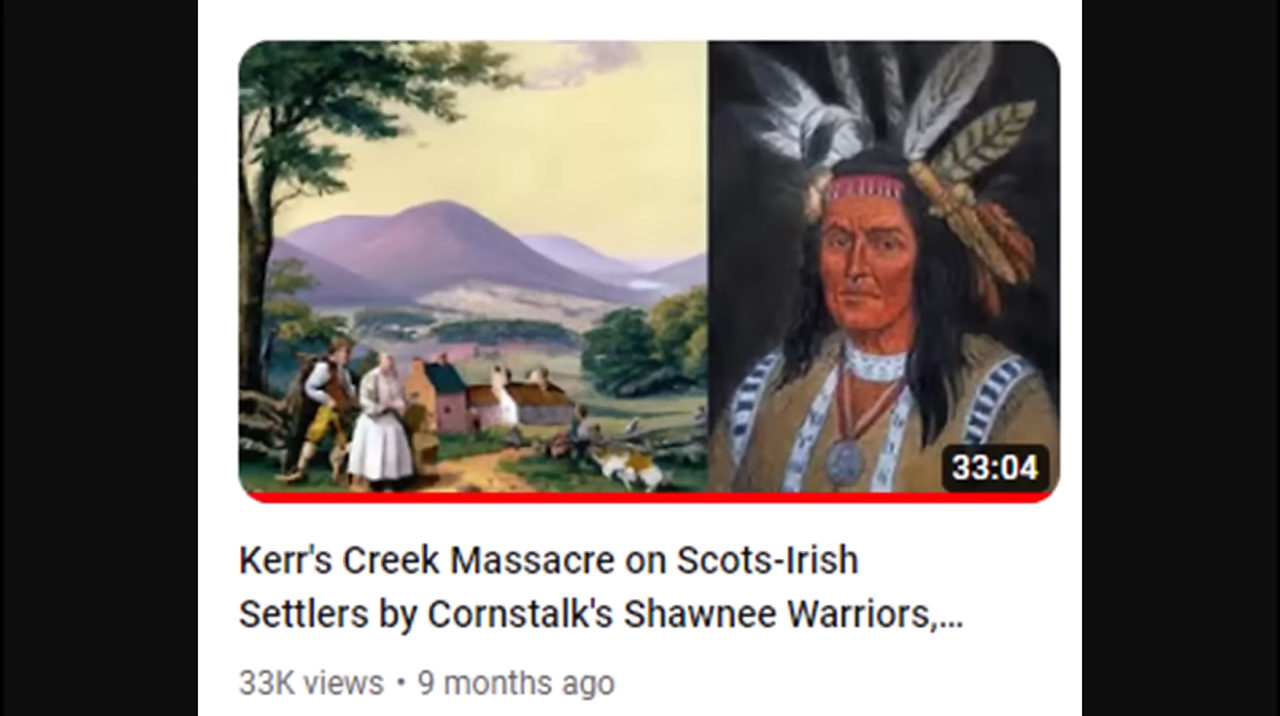 33:04
Kerr's Creek Massacre on Scots-Irish
Settlers by Cornstalk's Shawnee Warriors,...
33K views • 9 months ago